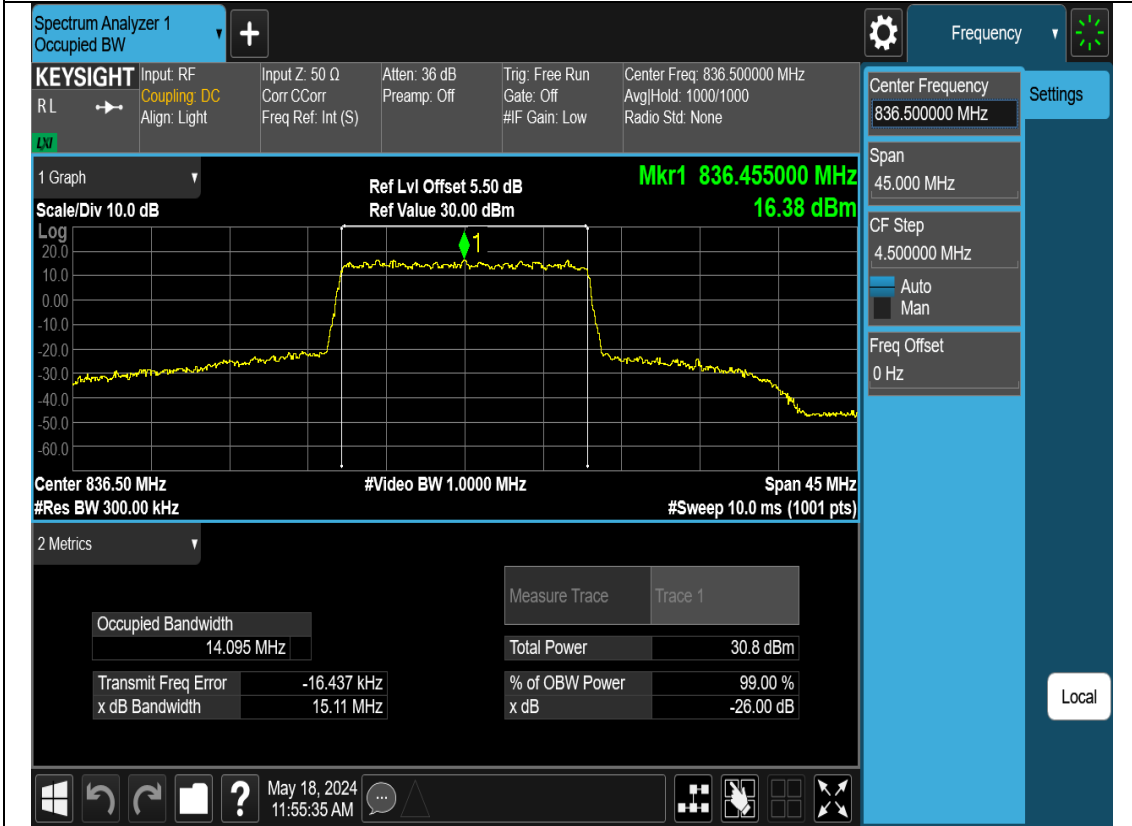 Spectrum Analyzer 1
Occupied BW
+
Frequency
KEYSIGHT
R L
LXI
Input: RF
Coupling: DC
Align: Light
Input Z: 50 Ω
Corr CCorr
Freq Ref: Int (S)
Atten: 36 dB
Preamp: Off
Trig: Free Run
Gate: Off
#IF Gain: Low
Center Freq: 836.500000 MHz
Avg|Hold: 1000/1000
Radio Std: None
Center Frequency
836.500000 MHz
Settings
Span
45.000 MHz
CF Step
4.500000 MHz
Auto
Man
Freq Offset
0 Hz
Local
1 Graph
Scale/Div 10.0 dB
Ref Lvl Offset 5.50 dB
Ref Value 30.00 dBm
Mkr1 836.455000 MHz
16.38 dBm
Log
20.0
10.0
0.00
-10.0
-20.0
-30.0
-40.0
-50.0
-60.0
1
Center 836.50 MHz
#Video BW 1.0000 MHz
Span 45 MHz
#Res BW 300.00 kHz
#Sweep 10.0 ms (1001 pts)
2 Metrics
Measure Trace
Trace 1
Occupied Bandwidth
14.095 MHz
Total Power
30.8 dBm
Transmit Freq Error
-16.437 kHz
% of OBW Power
99.00 %
x dB Bandwidth
15.11 MHz
x dB
-26.00 dB
?
May 18, 2024
11:55:35 AM